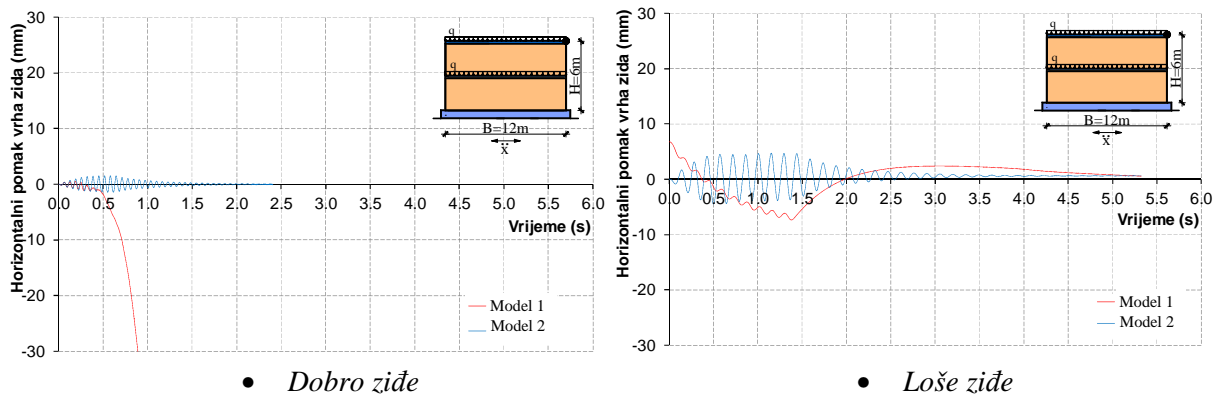 Horizontalni pomak vrha zida (mm)
30
20
10
0
-10
-20
-30
0.0 0.5 1.0 1.5 2.0 2.5 3.0 3.5 4.0 4.5 5.0 5.5 6.0
Vrijeme (s)
q
q
H=6m
B=12m
ẍ
Model 1
Model 2
• Dobro ziđe
Horizontalni pomak vrha zida (mm)
30
20
10
0
-10
-20
-30
0.0 0.5 1.0 1.5 2.0 2.5 3.0 3.5 4.0 4.5 5.0 5.5 6.0
Vrijeme (s)
q
q
H=6m
B=12m
ẍ
Model 1
Model 2
• Loše ziđe